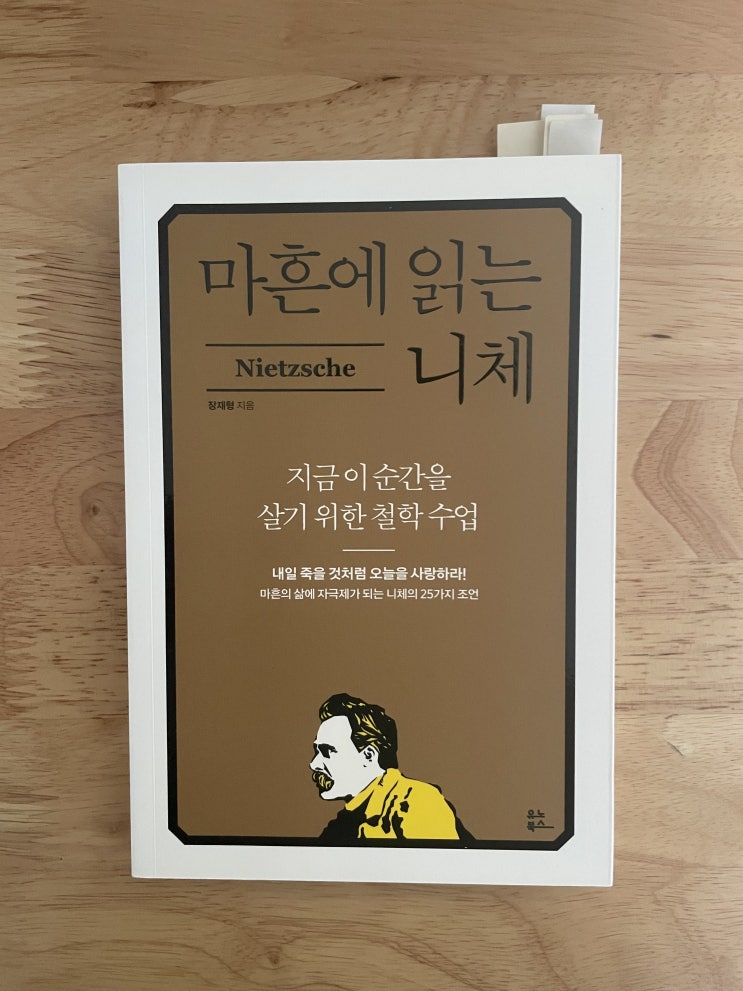 마흔에 읽는
니체
Nietzsche
장재형 지음
지금 이 순간을
살기 위한 철학 수업
내일 죽을 것처럼 오늘을 사랑하라!
마흔의 삶에 자극제가 되는 니체의 25가지 조언
유노
북스